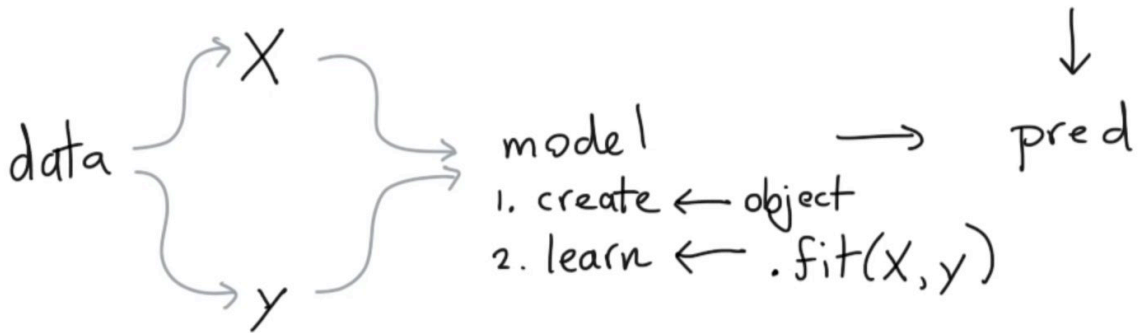 X
data
model
pred
1. create ← object
2. learn ← .fit(X, y)
y